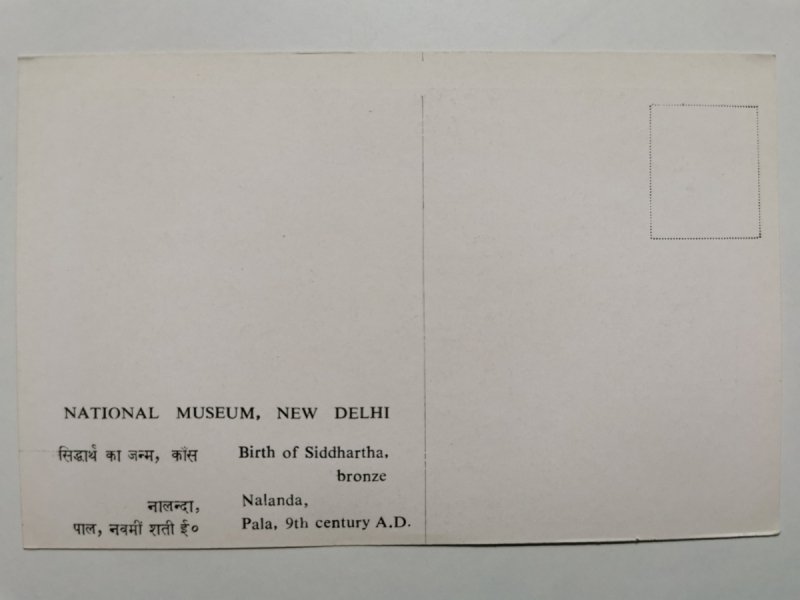 NATIONAL MUSEUM, NEW DELHI
सिद्धार्थ का जन्म, काँस
Birth of Siddhartha,
bronze
नालन्दा,
Nalanda,
पाल, नवमीं शती ई०
Pala, 9th century A.D.